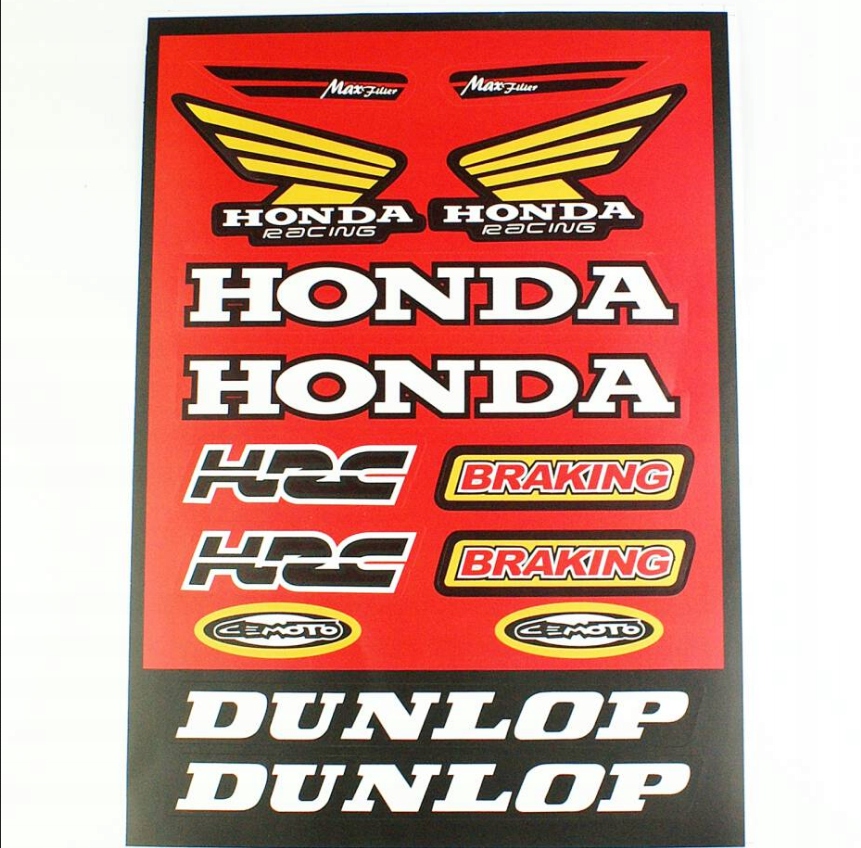 Max Filter Max Filter
HONDA HONDA
RACING RACING
HONDA
HONDA
HRC BRAKING
HRC BRAKING
CEMOTO CEMOTO
DUNLOP
DUNLOP